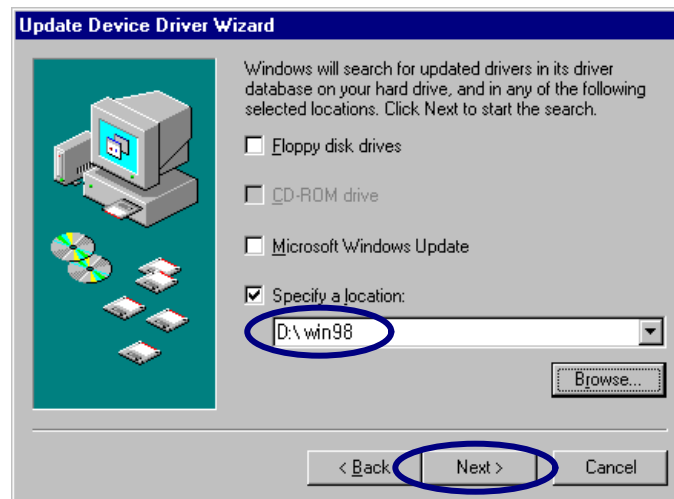 Update Device Driver Wizard
Windows will search for updated drivers in its driver
database on your hard drive, and in any of the following
selected locations. Click Next to start the search.
Floppy disk drives
CD-ROM drive
Microsoft Windows Update
Specify a location:
D:\ win98
Browse...
< Back
Next >
Cancel